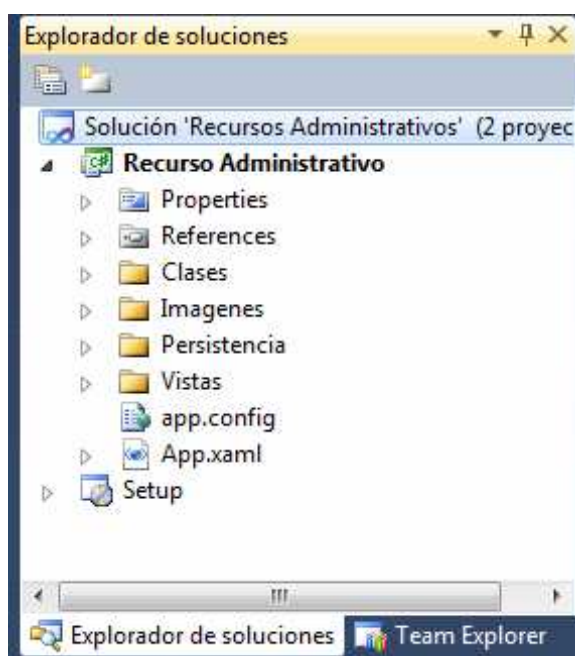 Explorador de soluciones
Solución 'Recursos Administrativos' (2 proyec
Recurso Administrativo
Properties
References
Clases
Imagenes
Persistencia
Vistas
app.config
App.xaml
Setup
Explorador de soluciones Team Explorer